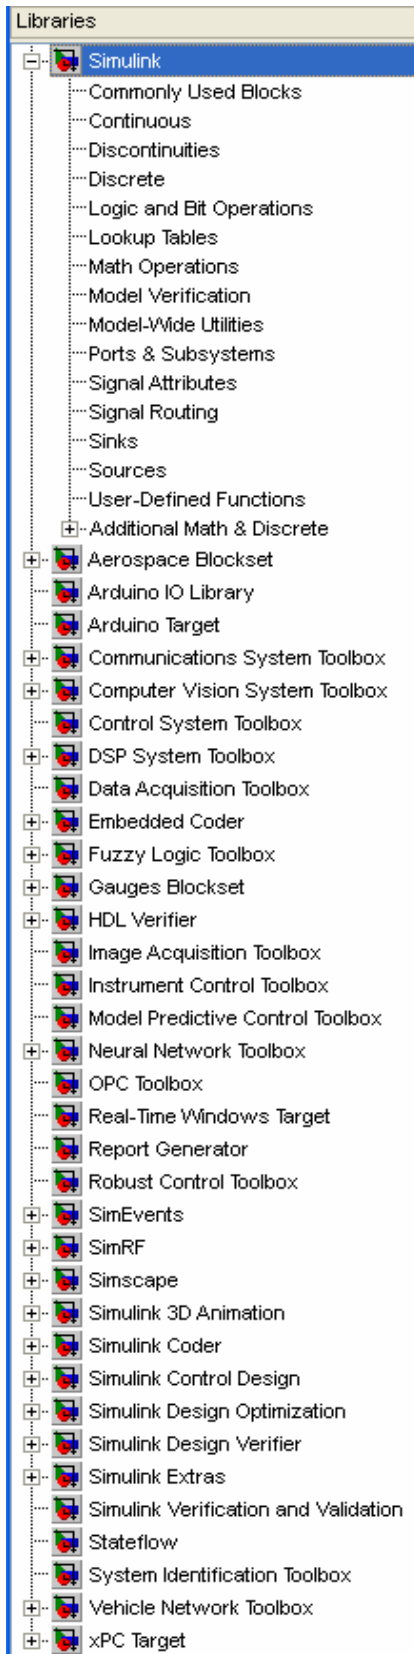 Libraries
Simulink
Commonly Used Blocks
Continuous
Discontinuities
Discrete
Logic and Bit Operations
Lookup Tables
Math Operations
Model Verification
Model-Wide Utilities
Ports & Subsystems
Signal Attributes
Signal Routing
Sinks
Sources
User-Defined Functions
Additional Math & Discrete
Aerospace Blockset
Arduino IO Library
Arduino Target
Communications System Toolbox
Computer Vision System Toolbox
Control System Toolbox
DSP System Toolbox
Data Acquisition Toolbox
Embedded Coder
Fuzzy Logic Toolbox
Gauges Blockset
HDL Verifier
Image Acquisition Toolbox
Instrument Control Toolbox
Model Predictive Control Toolbox
Neural Network Toolbox
OPC Toolbox
Real-Time Windows Target
Report Generator
Robust Control Toolbox
SimEvents
SimRF
Simscape
Simulink 3D Animation
Simulink Coder
Simulink Control Design
Simulink Design Optimization
Simulink Design Verifier
Simulink Extras
Simulink Verification and Validation
Stateflow
System Identification Toolbox
Vehicle Network Toolbox
xPC Target